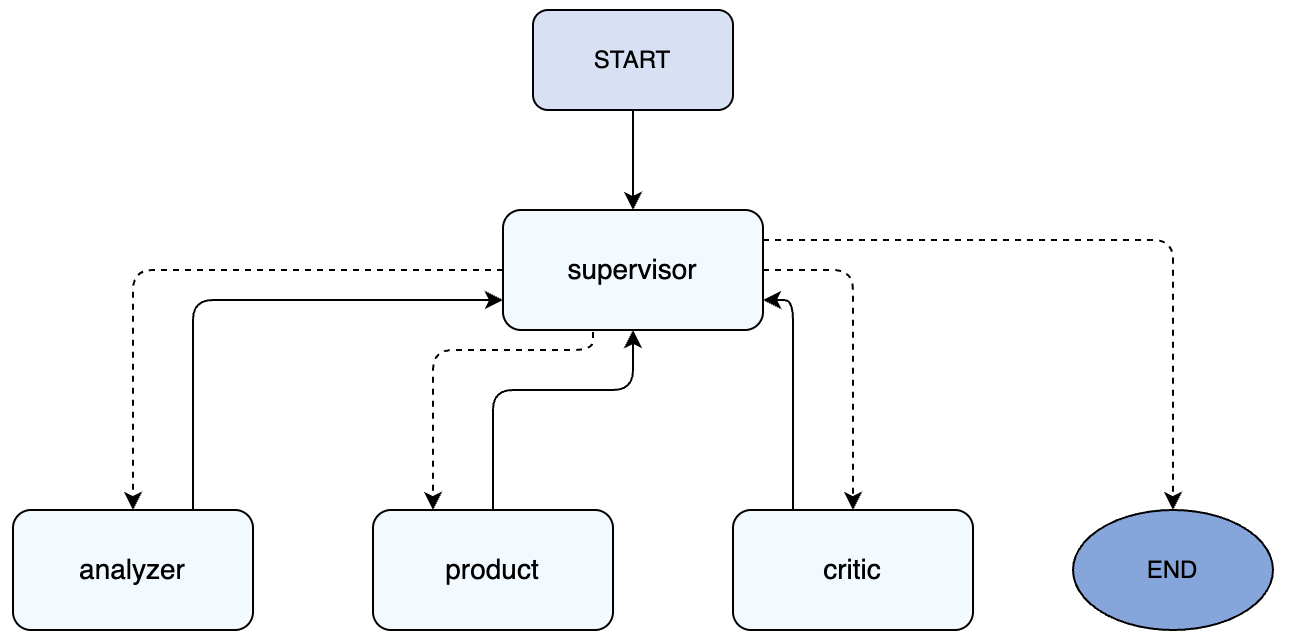 START
supervisor
analyzer
product
critic
END